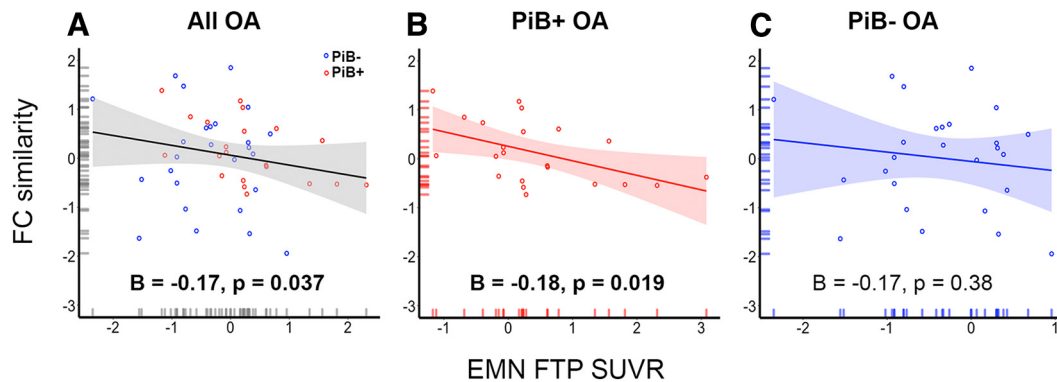 A
All OA
B
PiB+ OA
C
PiB- OA
FC similarity
2
1
0
-1
-2
-3
PiB-
PiB+
B = -0.17, p = 0.037
-2
-1
0
1
2
2
1
0
-1
-2
-3
B = -0.18, p = 0.019
-1
0
1
2
3
2
1
0
-1
-2
-3
B = -0.17, p = 0.38
-2
-1
0
1
EMN FTP SUVR